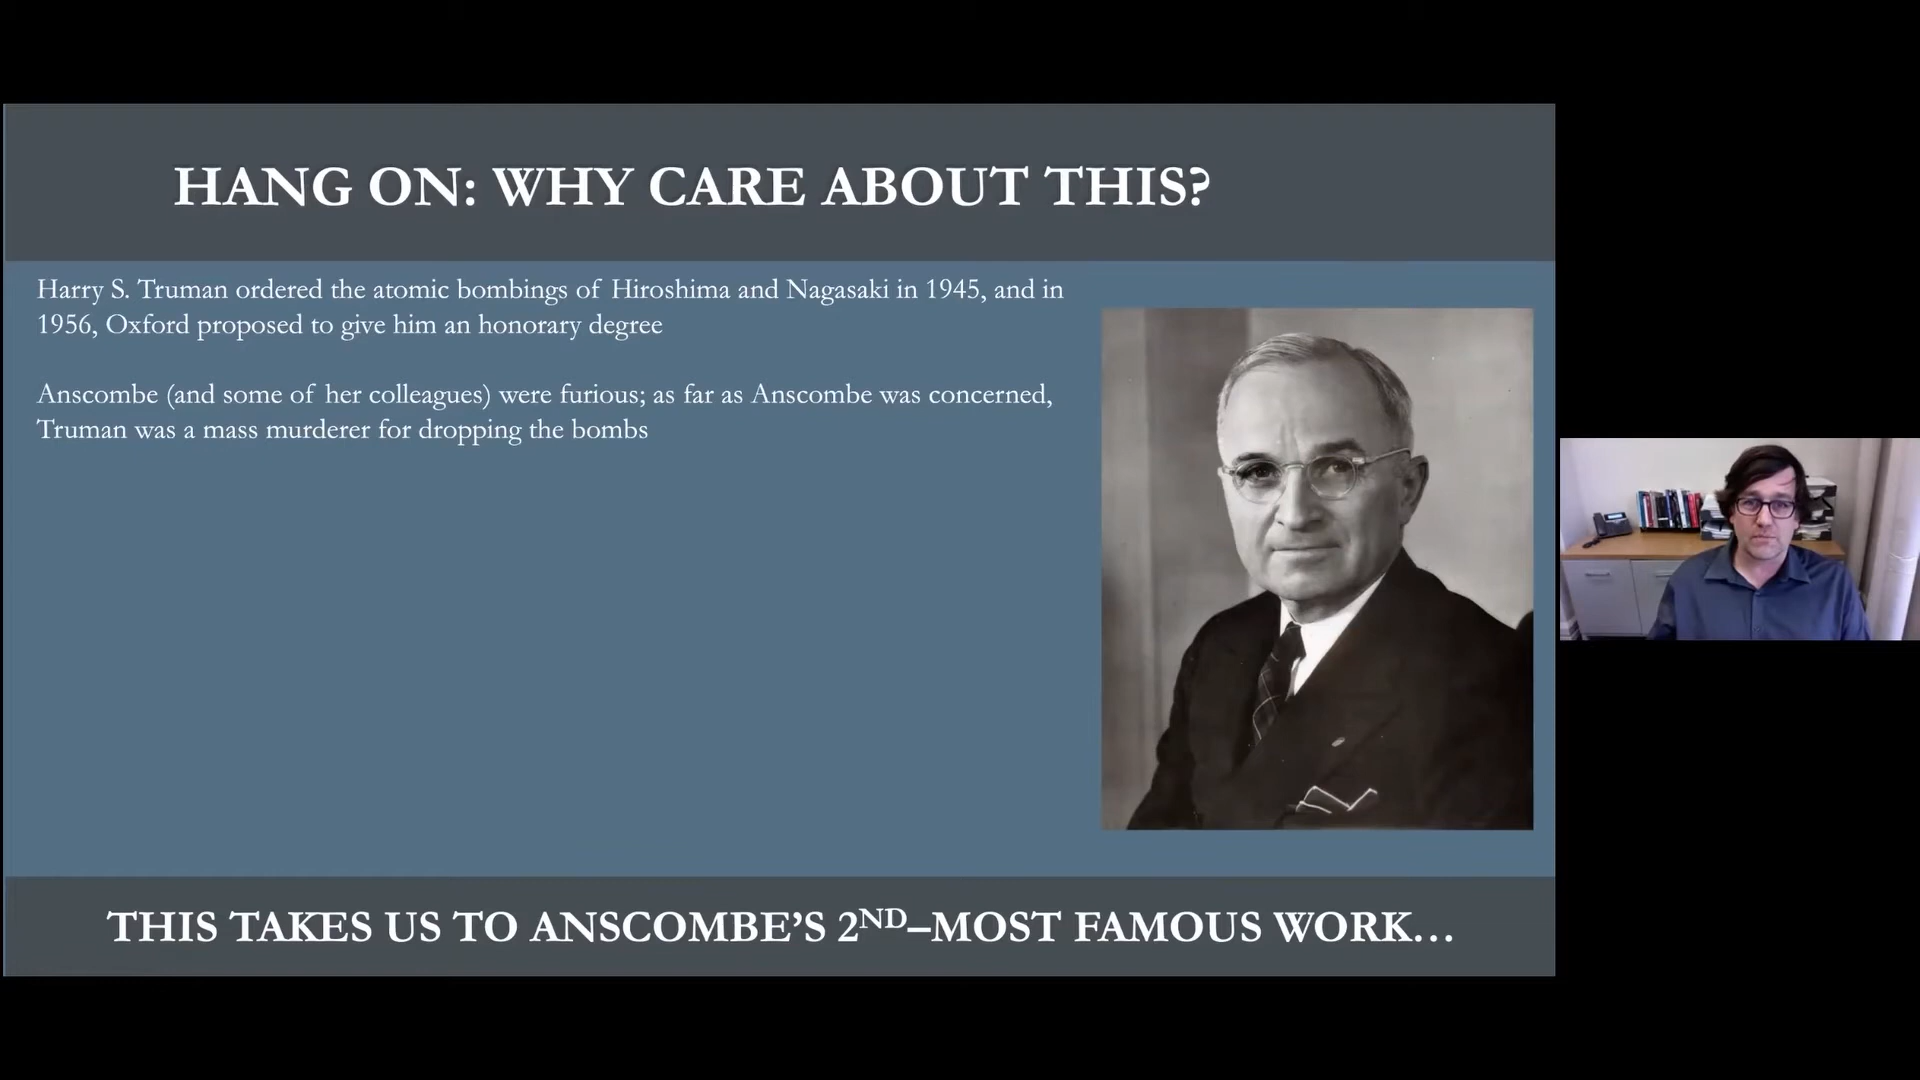 HANG ON: WHY CARE ABOUT THIS?
Harry S. Truman ordered the atomic bombings of Hiroshima and Nagasaki in 1945, and in
1956, Oxford proposed to give him an honorary degree
Anscombe (and some of her colleagues) were furious; as far as Anscombe was concerned,
Truman was a mass murderer for dropping the bombs
THIS TAKES US TO ANSCOMBE’S 2ND–MOST FAMOUS WORK…